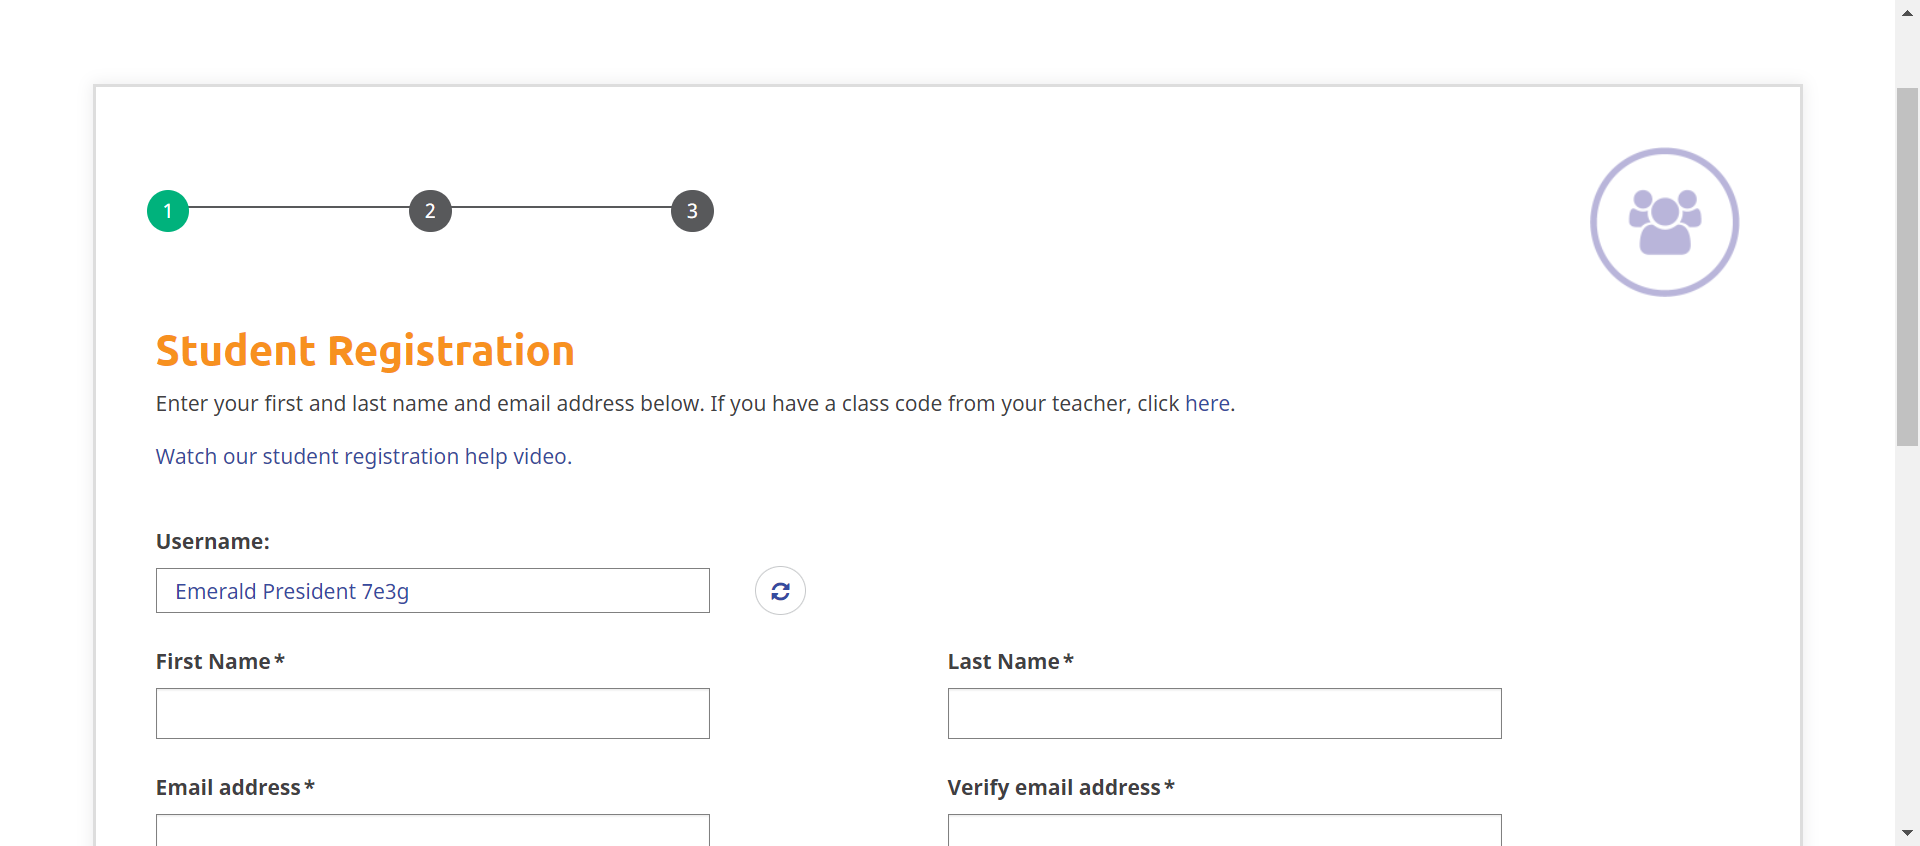 1 2 3
Student Registration
Enter your first and last name and email address below. If you have a class code from your teacher, click here.
Watch our student registration help video.
Username:
Emerald President 7e3g
First Name* Last Name*
Email address* Verify email address*